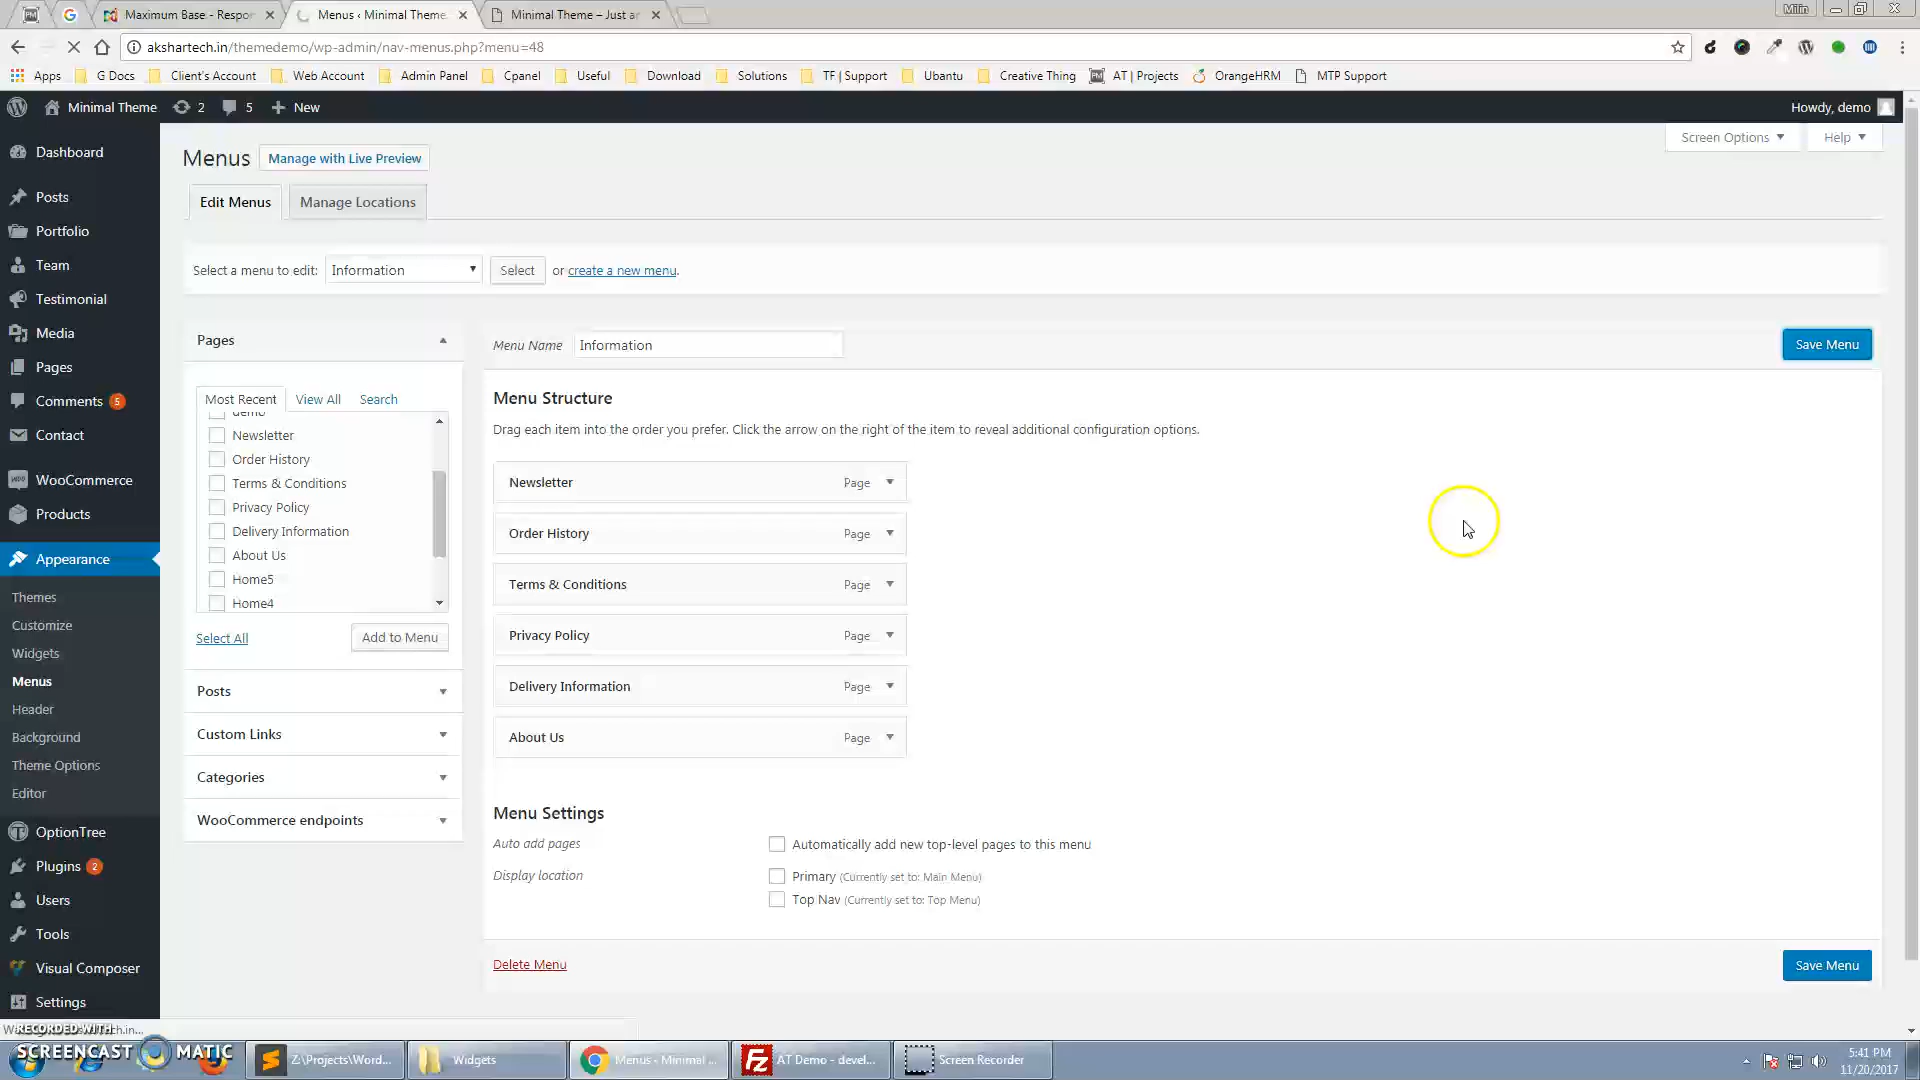 Maximum Base - Respo
Menus ‹ Minimal Theme
Minimal Theme – Just an
Milin
akshartech.in/themedemo/wp-admin/nav-menus.php?menu=48
Apps G Docs Client's Account Web Account Admin Panel Cpanel Useful Download Solutions TF | Support Ubantu Creative Thing AT | Projects OrangeHRM MTP Support
Minimal Theme 2 5 New Howdy, demo
Screen Options Help
Menus Manage with Live Preview
Edit Menus Manage Locations
Select a menu to edit: Information Select or create a new menu.
Dashboard
Posts
Portfolio
Team
Testimonial
Media
Pages
Comments 5
Contact
WooCommerce
Products
Appearance
Themes
Customize
Widgets
Menus
Header
Background
Theme Options
Editor
OptionTree
Plugins 2
Users
Tools
Visual Composer
Settings
Pages
Most Recent View All Search
demo
Newsletter
Order History
Terms & Conditions
Privacy Policy
Delivery Information
About Us
Home5
Home4
Select All Add to Menu
Posts
Custom Links
Categories
WooCommerce endpoints
Menu Name Information Save Menu
Menu Structure
Drag each item into the order you prefer. Click the arrow on the right of the item to reveal additional configuration options.
Newsletter Page
Order History Page
Terms & Conditions Page
Privacy Policy Page
Delivery Information Page
About Us Page
Menu Settings
Auto add pages Automatically add new top-level pages to this menu
Display location Primary (Currently set to: Main Menu)
Top Nav (Currently set to: Top Menu)
Delete Menu Save Menu
RECORDED WITH
SCREENCAST MATIC
Z:\Projects\Word... Widgets Menus - Minimal ... AT Demo - devel... Screen Recorder
5:41 PM
11/20/2017